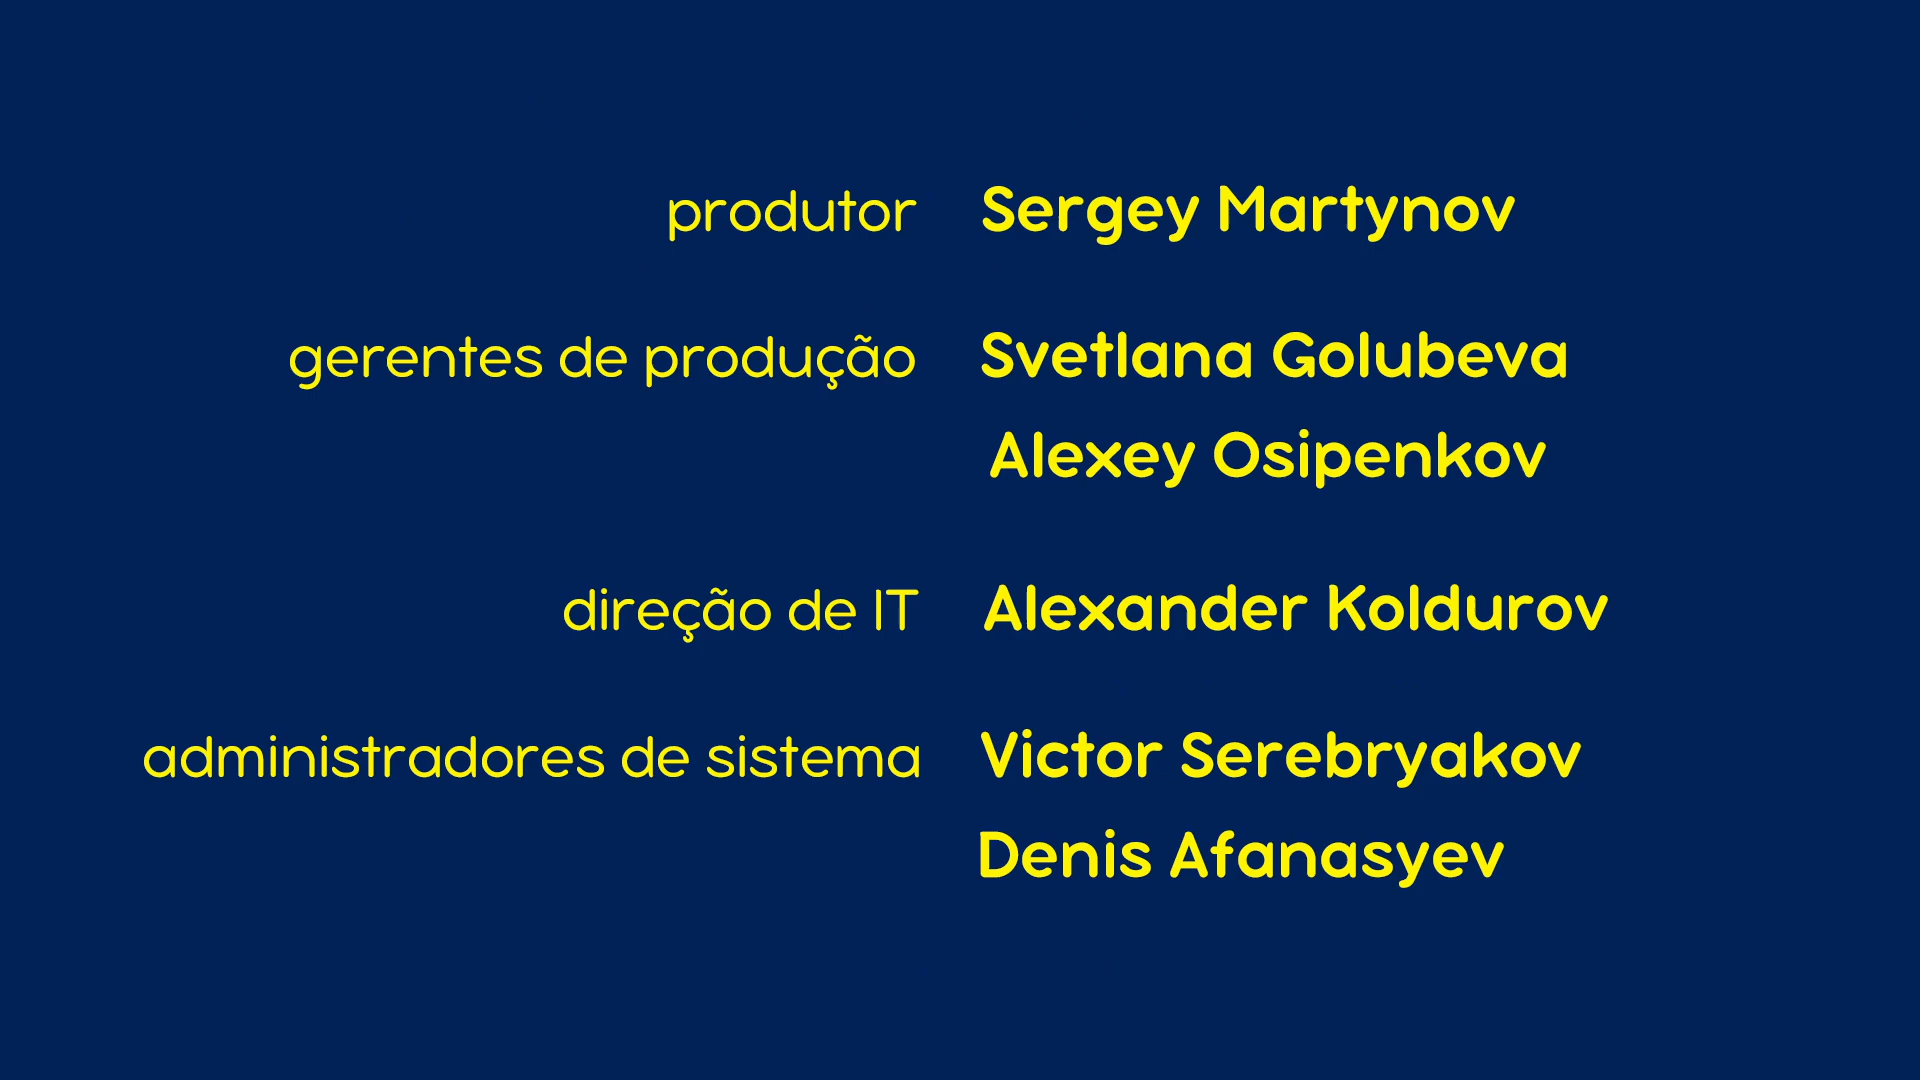 produtor Sergey Martynov
gerentes de produção Svetlana Golubeva
Alexey Osipenkov
direção de IT Alexander Koldurov
administradores de sistema Victor Serebryakov
Denis Afanasyev